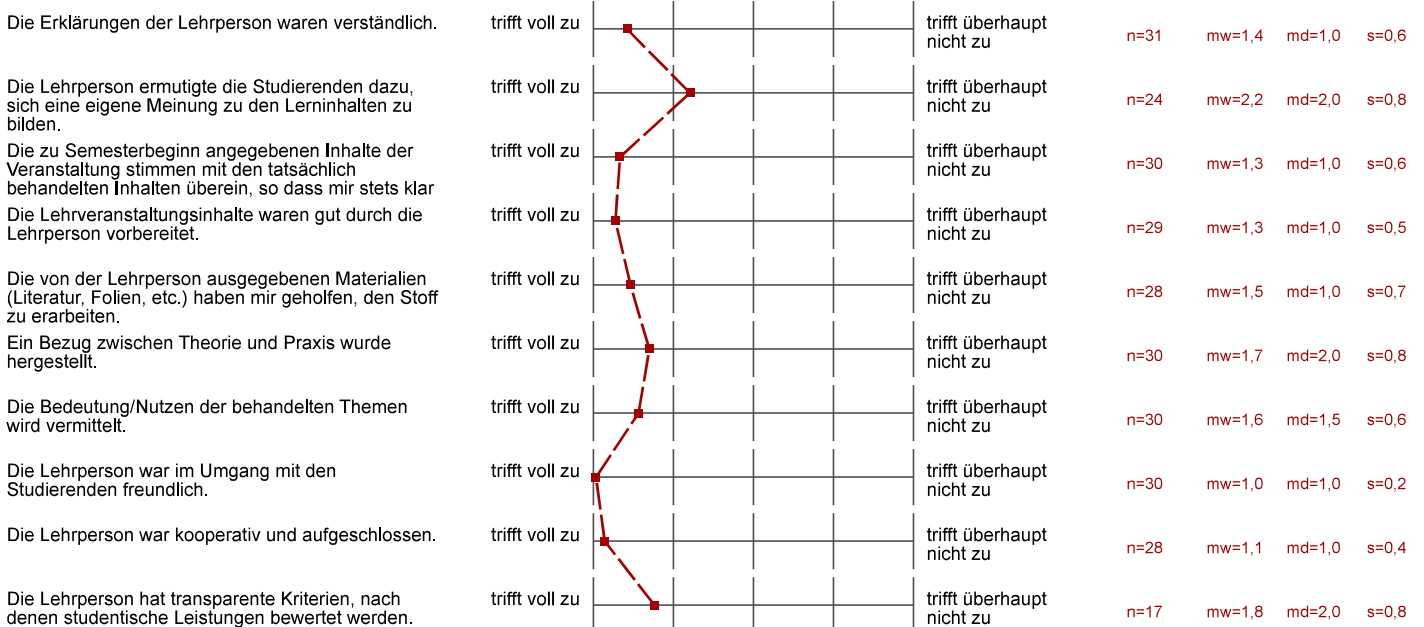 Die Erklärungen der Lehrperson waren verständlich.
trifft voll zu
trifft überhaupt
nicht zu
n=31 mw=1,4 md=1,0 s=0,6
Die Lehrperson ermutigte die Studierenden dazu,
sich eine eigene Meinung zu den Lerninhalten zu
bilden.
trifft voll zu
trifft überhaupt
nicht zu
n=24 mw=2,2 md=2,0 s=0,8
Die zu Semesterbeginn angegebenen Inhalte der
Veranstaltung stimmen mit den tatsächlich
behandelten Inhalten überein, so dass mir stets klar
trifft voll zu
trifft überhaupt
nicht zu
n=30 mw=1,3 md=1,0 s=0,6
Die Lehrveranstaltungsinhalte waren gut durch die
Lehrperson vorbereitet.
trifft voll zu
trifft überhaupt
nicht zu
n=29 mw=1,3 md=1,0 s=0,5
Die von der Lehrperson ausgegebenen Materialien
(Literatur, Folien, etc.) haben mir geholfen, den Stoff
zu erarbeiten.
trifft voll zu
trifft überhaupt
nicht zu
n=28 mw=1,5 md=1,0 s=0,7
Ein Bezug zwischen Theorie und Praxis wurde
hergestellt.
trifft voll zu
trifft überhaupt
nicht zu
n=30 mw=1,7 md=2,0 s=0,8
Die Bedeutung/Nutzen der behandelten Themen
wird vermittelt.
trifft voll zu
trifft überhaupt
nicht zu
n=30 mw=1,6 md=1,5 s=0,6
Die Lehrperson war im Umgang mit den
Studierenden freundlich.
trifft voll zu
trifft überhaupt
nicht zu
n=30 mw=1,0 md=1,0 s=0,2
Die Lehrperson war kooperativ und aufgeschlossen.
trifft voll zu
trifft überhaupt
nicht zu
n=28 mw=1,1 md=1,0 s=0,4
Die Lehrperson hat transparente Kriterien, nach
denen studentische Leistungen bewertet werden.
trifft voll zu
trifft überhaupt
nicht zu
n=17 mw=1,8 md=2,0 s=0,8